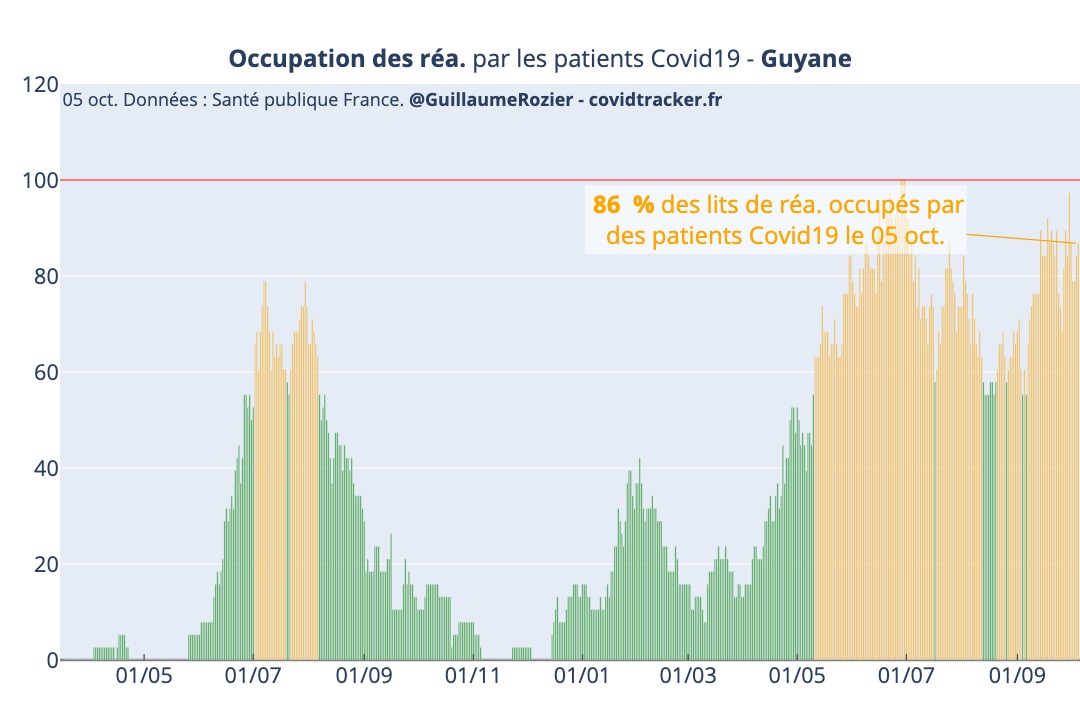 Occupation des réa. par les patients Covid19 - Guyane
120
05 oct. Données : Santé publique France. @GuillaumeRozier - covidtracker.fr
100
86 % des lits de réa. occupés par
des patients Covid19 le 05 oct.
80
60
40
20
0
01/05 01/07 01/09 01/11 01/01 01/03 01/05 01/07 01/09